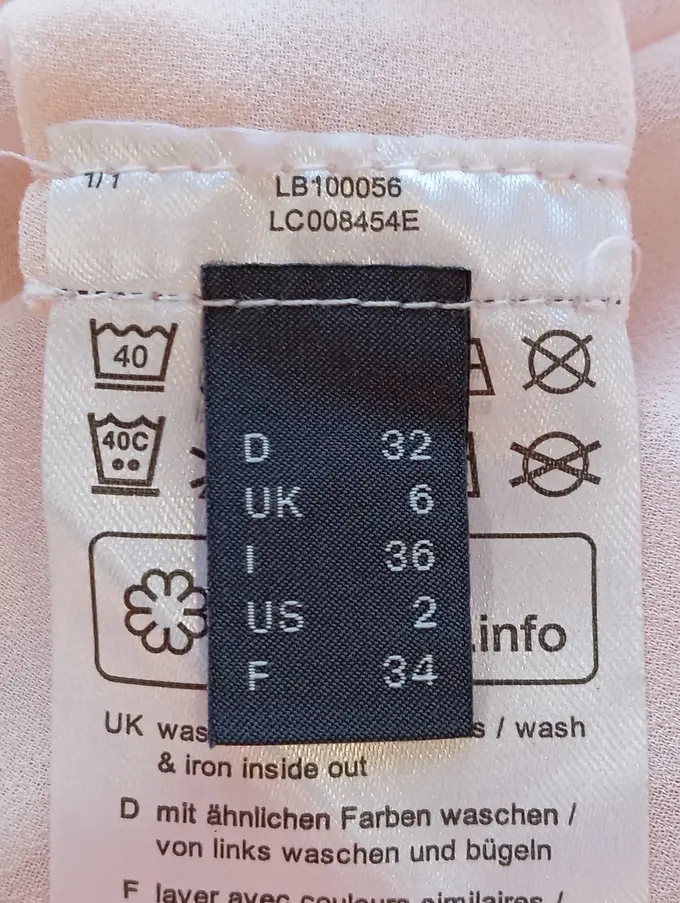 1/1
LB100056
LC008454E
40
40C
D 32
UK 6
I 36
US 2
F 34
.info
UK / wash
& iron inside out
D mit ähnlichen Farben waschen /
von links waschen und bügeln
F laver avec couleurs similaires /